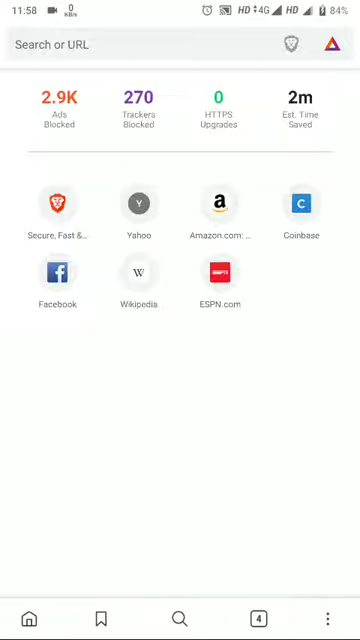 11:58 0 KB/s HD 4G HD 84%
Search or URL
2.9K 270 0 2m
Ads Trackers HTTPS Est. Time
Blocked Blocked Upgrades Saved
Y a C
Secure, Fast &... Yahoo Amazon.com: ... Coinbase
f W ESPN
Facebook Wikipedia ESPN.com
4